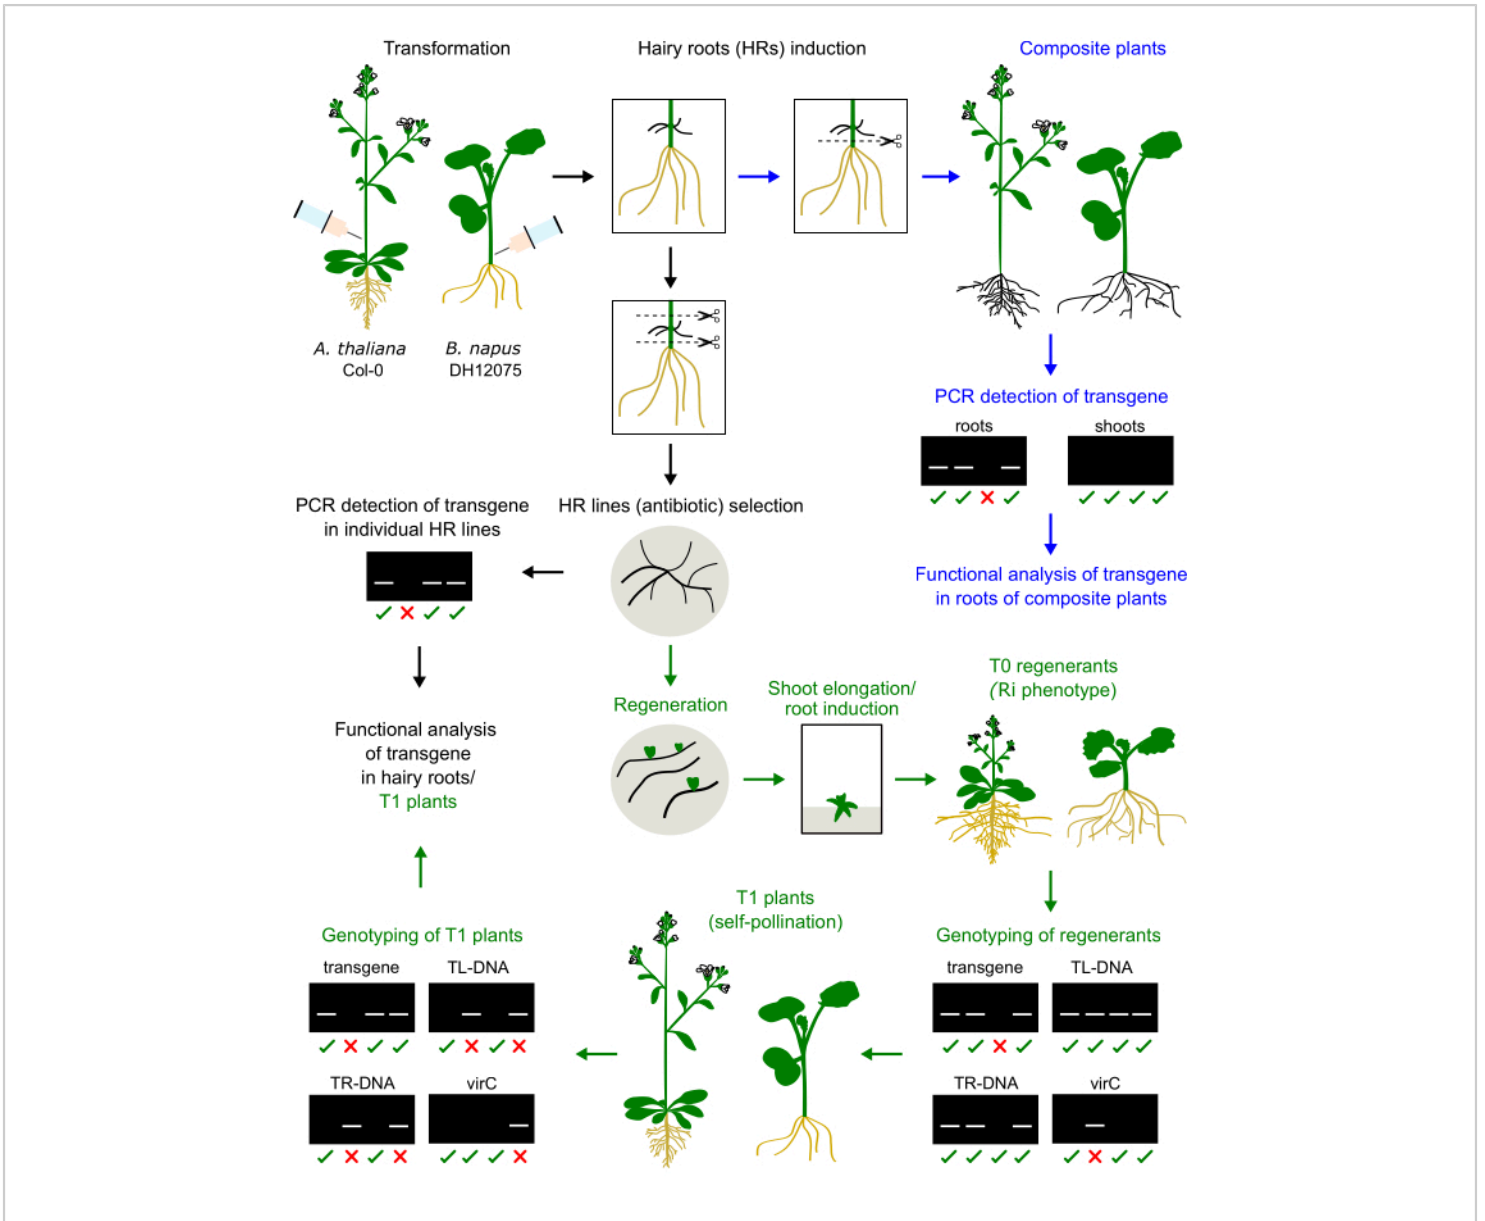 Transformation
Hairy roots (HRs) induction
Composite plants
A. thaliana
Col-0
B. napus
DH12075
PCR detection of transgene
roots
shoots
PCR detection of transgene
in individual HR lines
HR lines (antibiotic) selection
Functional analysis of transgene
in roots of composite plants
Regeneration
Shoot elongation/
root induction
T0 regenerants
(Ri phenotype)
Functional analysis
of transgene
in hairy roots/
T1 plants
T1 plants
(self-pollination)
Genotyping of T1 plants
transgene
TL-DNA
TR-DNA
virC
Genotyping of regenerants
transgene
TL-DNA
TR-DNA
virC